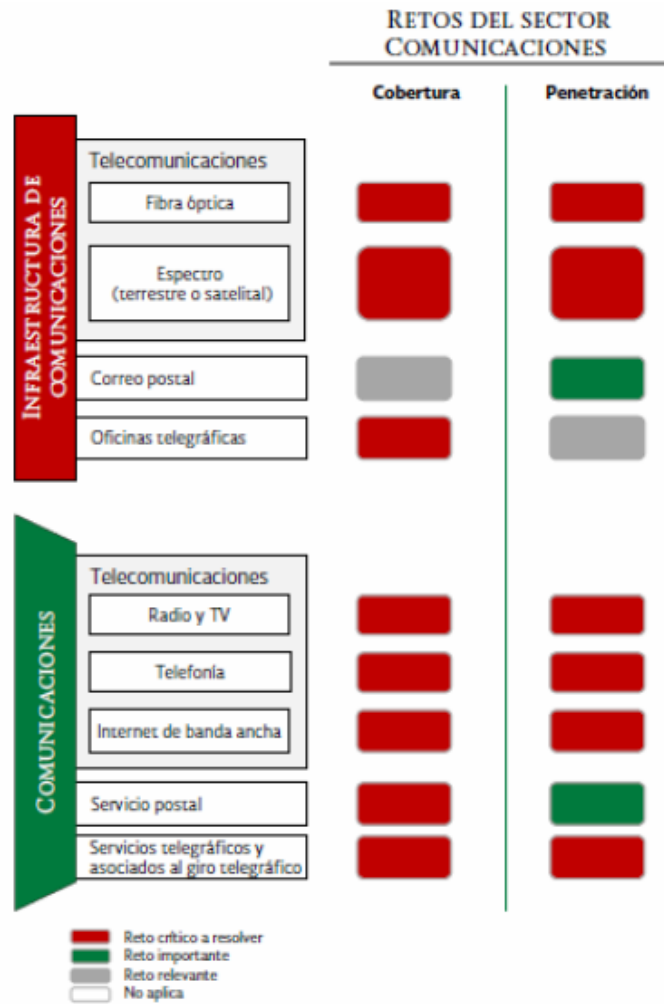 RETOS DEL SECTOR
COMUNICACIONES
Cobertura
Penetración
INFRAESTRUCTURA DE
COMUNICACIONES
Telecomunicaciones
Fibra óptica
Espectro
(terrestre o satelital)
Correo postal
Oficinas telegráficas
COMUNICACIONES
Telecomunicaciones
Radio y TV
Telefonía
Internet de banda ancha
Servicio postal
Servicios telegráficos y
asociados al giro telegráfico
Reto crítico a resolver
Reto importante
Reto relevante
No aplica